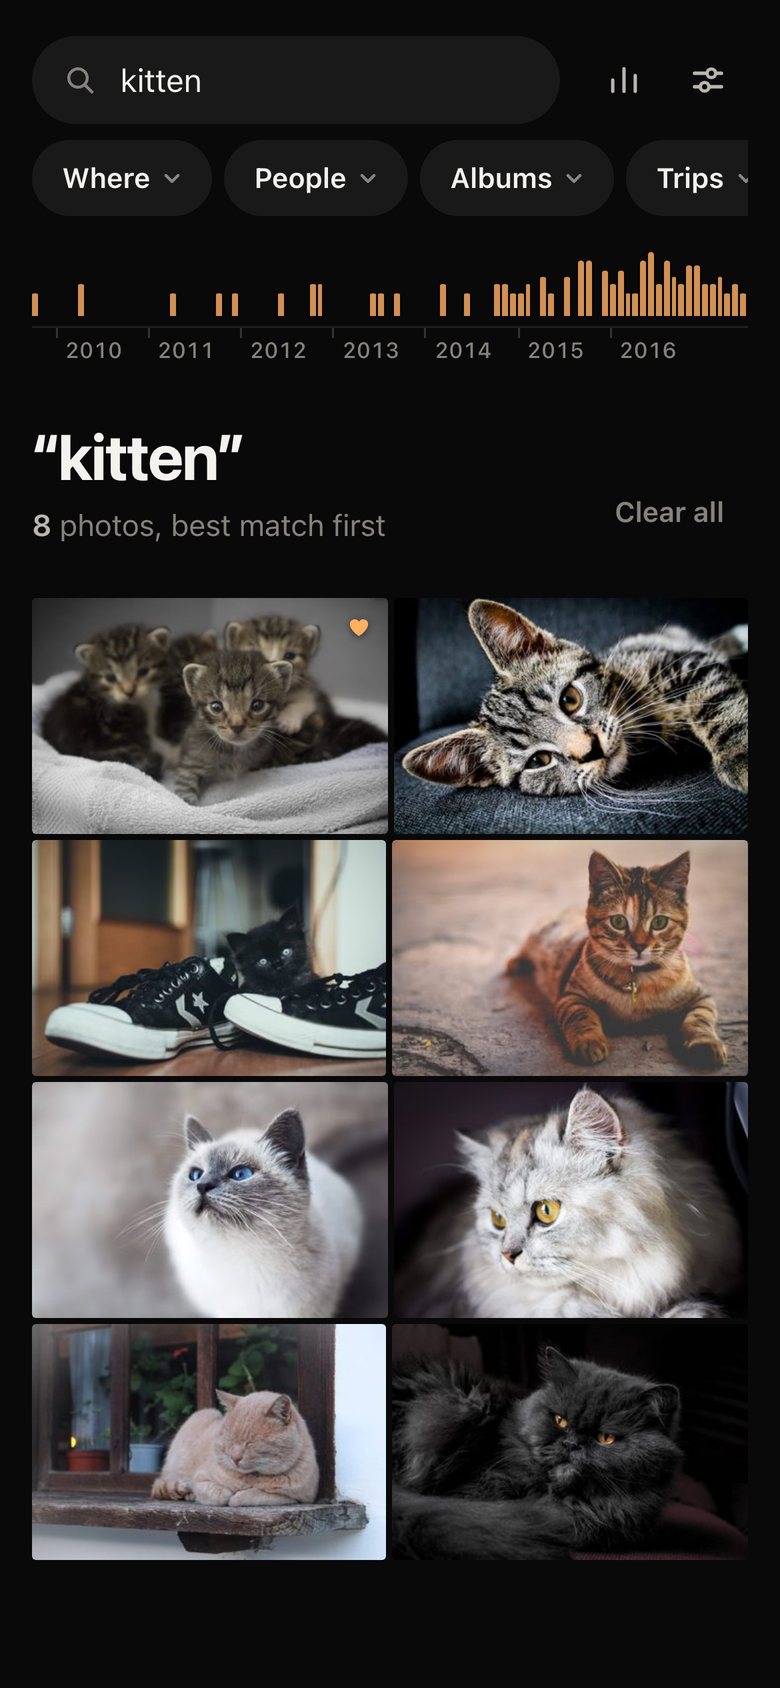 kitten
Where
People
Albums
Trips
2010 2011 2012 2013 2014 2015 2016
“kitten”
8 photos, best match first
Clear all